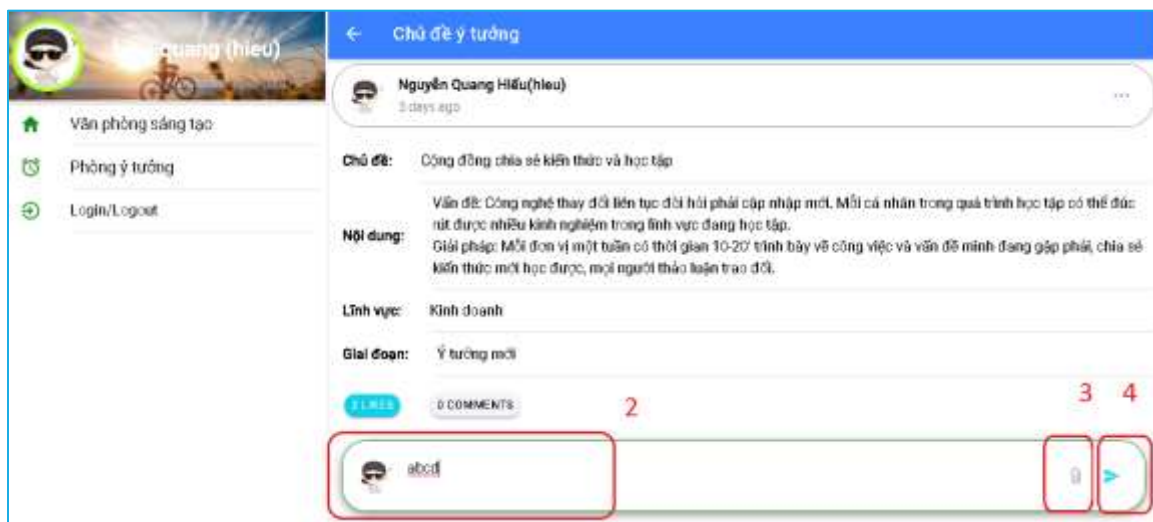 quang (hieu)
Văn phòng sáng tạo
Phòng ý tưởng
Login/Logout
Chủ đề ý tưởng
Nguyễn Quang Hiếu(hieu)
3 days ago
Chủ đề: Cộng đồng chia sẻ kiến thức và học tập
Nội dung:
Vấn đề: Công nghệ thay đổi liên tục đòi hỏi phải cập nhập mới. Mỗi cá nhân trong quá trình học tập có thể đúc
rút được nhiều kinh nghiệm trong lĩnh vực đang học tập.
Giải pháp: Mỗi đơn vị một tuần có thời gian 10-20' trình bày về công việc và vấn đề mình đang gặp phải, chia sẻ
kiến thức mới học được, mọi người thảo luận trao đổi.
Lĩnh vực: Kinh doanh
Giai đoạn: Ý tưởng mới
LIKES
0 COMMENTS
2
3
4
abcd